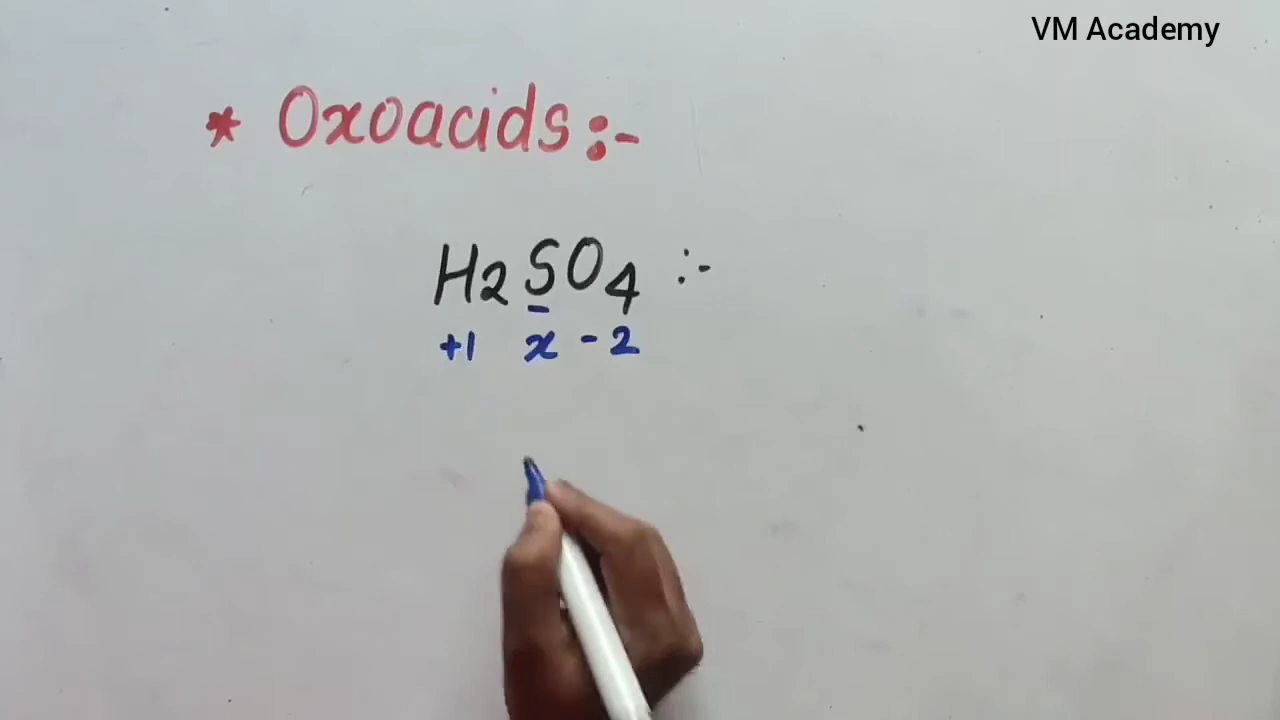 VM Academy
* Oxoacids :-
H2SO4 :-
+1 x -2